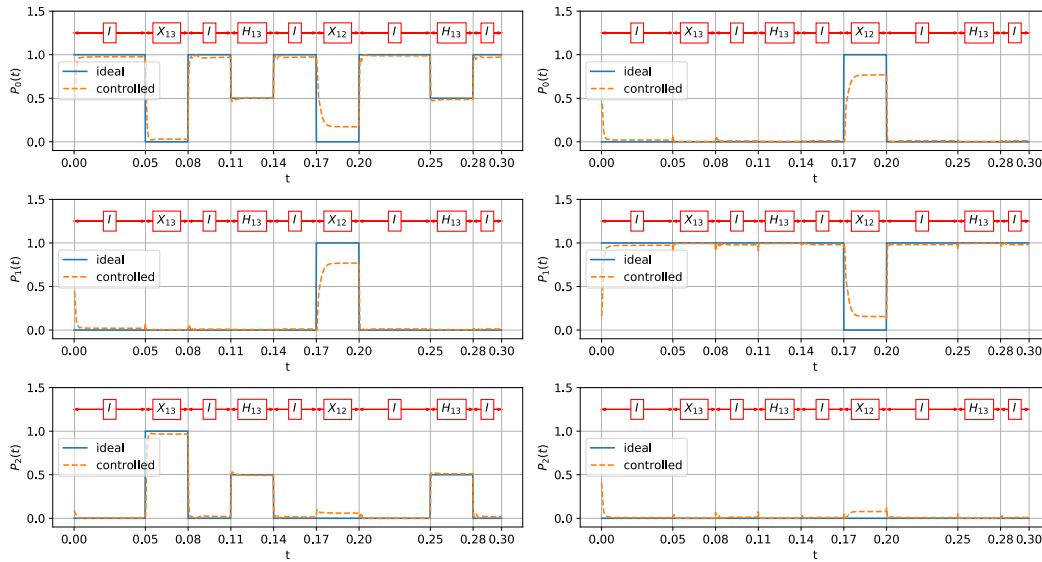 1.5
I X₁₃ I H₁₃ I X₁₂ I H₁₃ I
1.0
P₀(t)
ideal
controlled
0.5
0.0
0.00 0.05 0.08 0.11 0.14 0.17 0.20 0.25 0.28 0.30
t
1.5
I X₁₃ I H₁₃ I X₁₂ I H₁₃ I
1.0
P₀(t)
ideal
controlled
0.5
0.0
0.00 0.05 0.08 0.11 0.14 0.17 0.20 0.25 0.28 0.30
t
1.5
I X₁₃ I H₁₃ I X₁₂ I H₁₃ I
1.0
P₁(t)
ideal
controlled
0.5
0.0
0.00 0.05 0.08 0.11 0.14 0.17 0.20 0.25 0.28 0.30
t
1.5
I X₁₃ I H₁₃ I X₁₂ I H₁₃ I
1.0
P₁(t)
ideal
controlled
0.5
0.0
0.00 0.05 0.08 0.11 0.14 0.17 0.20 0.25 0.28 0.30
t
1.5
I X₁₃ I H₁₃ I X₁₂ I H₁₃ I
1.0
P₂(t)
ideal
controlled
0.5
0.0
0.00 0.05 0.08 0.11 0.14 0.17 0.20 0.25 0.28 0.30
t
1.5
I X₁₃ I H₁₃ I X₁₂ I H₁₃ I
1.0
P₂(t)
ideal
controlled
0.5
0.0
0.00 0.05 0.08 0.11 0.14 0.17 0.20 0.25 0.28 0.30
t